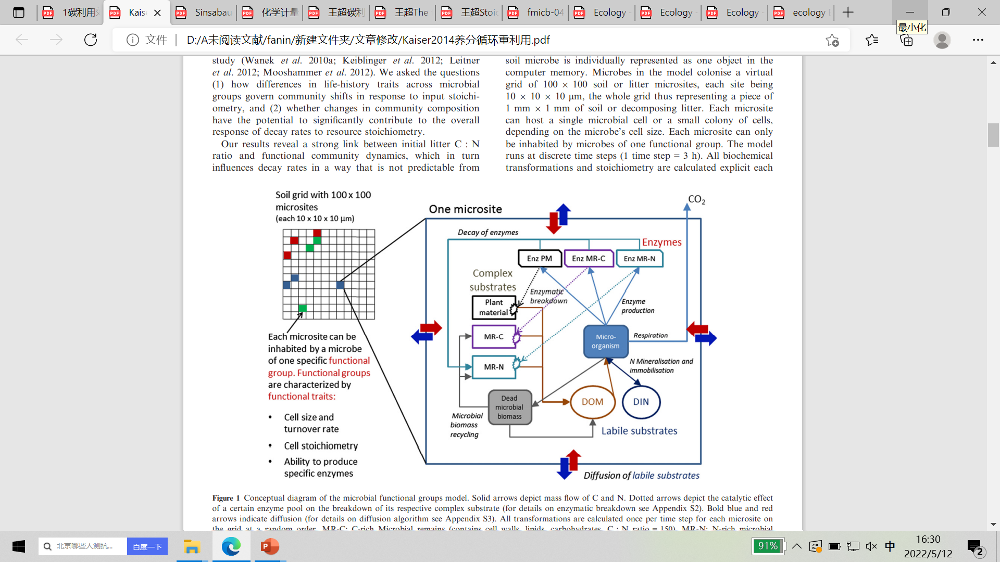 1碳利用效
Kaise
Sinsabau
化学计量
王超碳利
王超The
王超Stoic
fmicb-04
Ecology
Ecology
Ecology
ecology
最小化
文件
D:/A未阅读文献/fanin/新建文件夹/文章修改/Kaiser2014养分循环重利用.pdf
study (Wanek et al. 2010a; Keiblinger et al. 2012; Leitner
et al. 2012; Mooshammer et al. 2012). We asked the questions
(1) how differences in life-history traits across microbial
groups govern community shifts in response to input stoichi-
ometry, and (2) whether changes in community composition
have the potential to significantly contribute to the overall
response of decay rates to resource stoichiometry.
Our results reveal a strong link between initial litter C : N
ratio and functional community dynamics, which in turn
influences decay rates in a way that is not predictable from
soil microbe is individually represented as one object in the
computer memory. Microbes in the model colonise a virtual
grid of 100 × 100 soil or litter microsites, each site being
10 × 10 × 10 μm, the whole grid thus representing a piece of
1 mm × 1 mm of soil or decomposing litter. Each microsite
can host a single microbial cell or a small colony of cells,
depending on the microbe's cell size. Each microsite can only
be inhabited by microbes of one functional group. The model
runs at discrete time steps (1 time step = 3 h). All biochemical
transformations and stoichiometry are calculated explicit each
Soil grid with 100 x 100
microsites
(each 10 x 10 x 10 μm)
Each microsite can be
inhabited by a microbe
of one specific functional
group. Functional groups
are characterized by
functional traits:
• Cell size and
turnover rate
• Cell stoichiometry
• Ability to produce
specific enzymes
One microsite
CO2
Decay of enzymes
Enzymes
Enz PM
Enz MR-C
Enz MR-N
Complex
substrates
Enzymatic
breakdown
Plant
material
Enzyme
production
MR-C
Micro-
organism
Respiration
MR-N
N Mineralisation and
immobilisation
Dead
microbial
biomass
DOM
DIN
Microbial
biomass
recycling
Labile substrates
Diffusion of labile substrates
Figure 1 Conceptual diagram of the microbial functional groups model. Solid arrows depict mass flow of C and N. Dotted arrows depict the catalytic effect
of a certain enzyme pool on the breakdown of its respective complex substrate (for details on enzymatic breakdown see Appendix S2). Bold blue and red
arrows indicate diffusion (for details on diffusion algorithm see Appendix S3). All transformations are calculated once per time step for each microsite on
the grid at a random order. MR-C: C-rich Microbial remains (contains cell walls, lipids, carbohydrates, C : N ratio = 150). MR-N: N-rich microbial
北京哪些人测抗...
百度一下
91%
中
16:30
2022/5/12
2